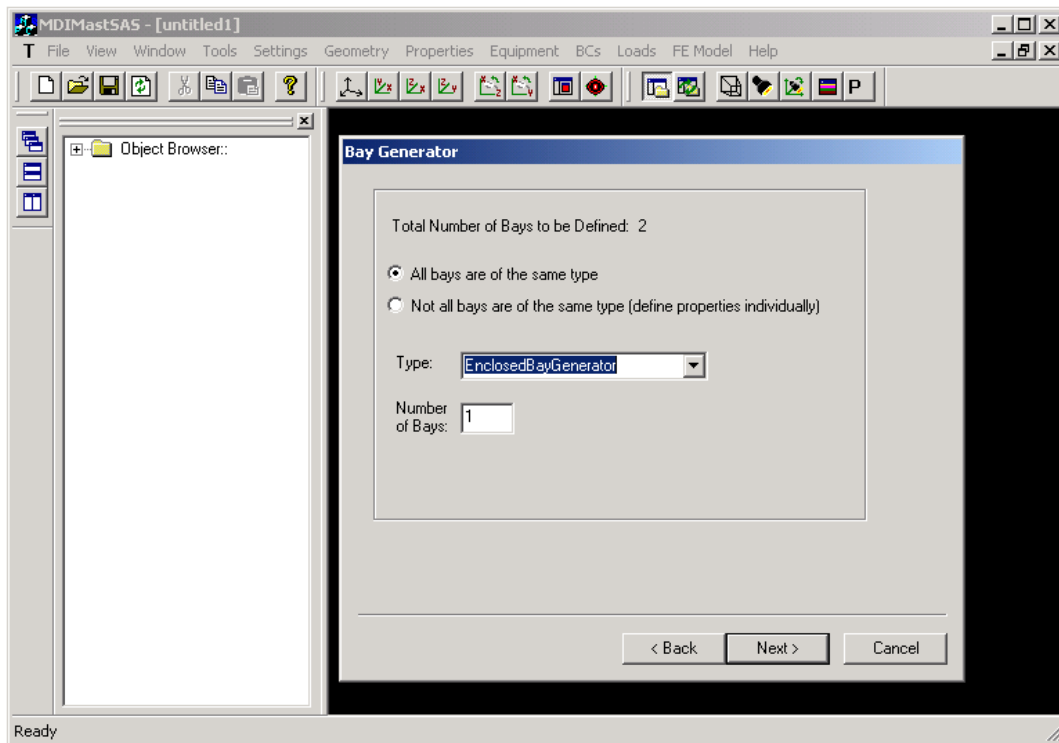 MDIMastSAS - [untitled1]
T File View Window Tools Settings Geometry Properties Equipment BCs Loads FE Model Help
P
Object Browser::
Bay Generator
Total Number of Bays to be Defined: 2
All bays are of the same type
Not all bays are of the same type (define properties individually)
Type: EnclosedBayGenerator
Number of Bays: 1
< Back Next > Cancel
Ready